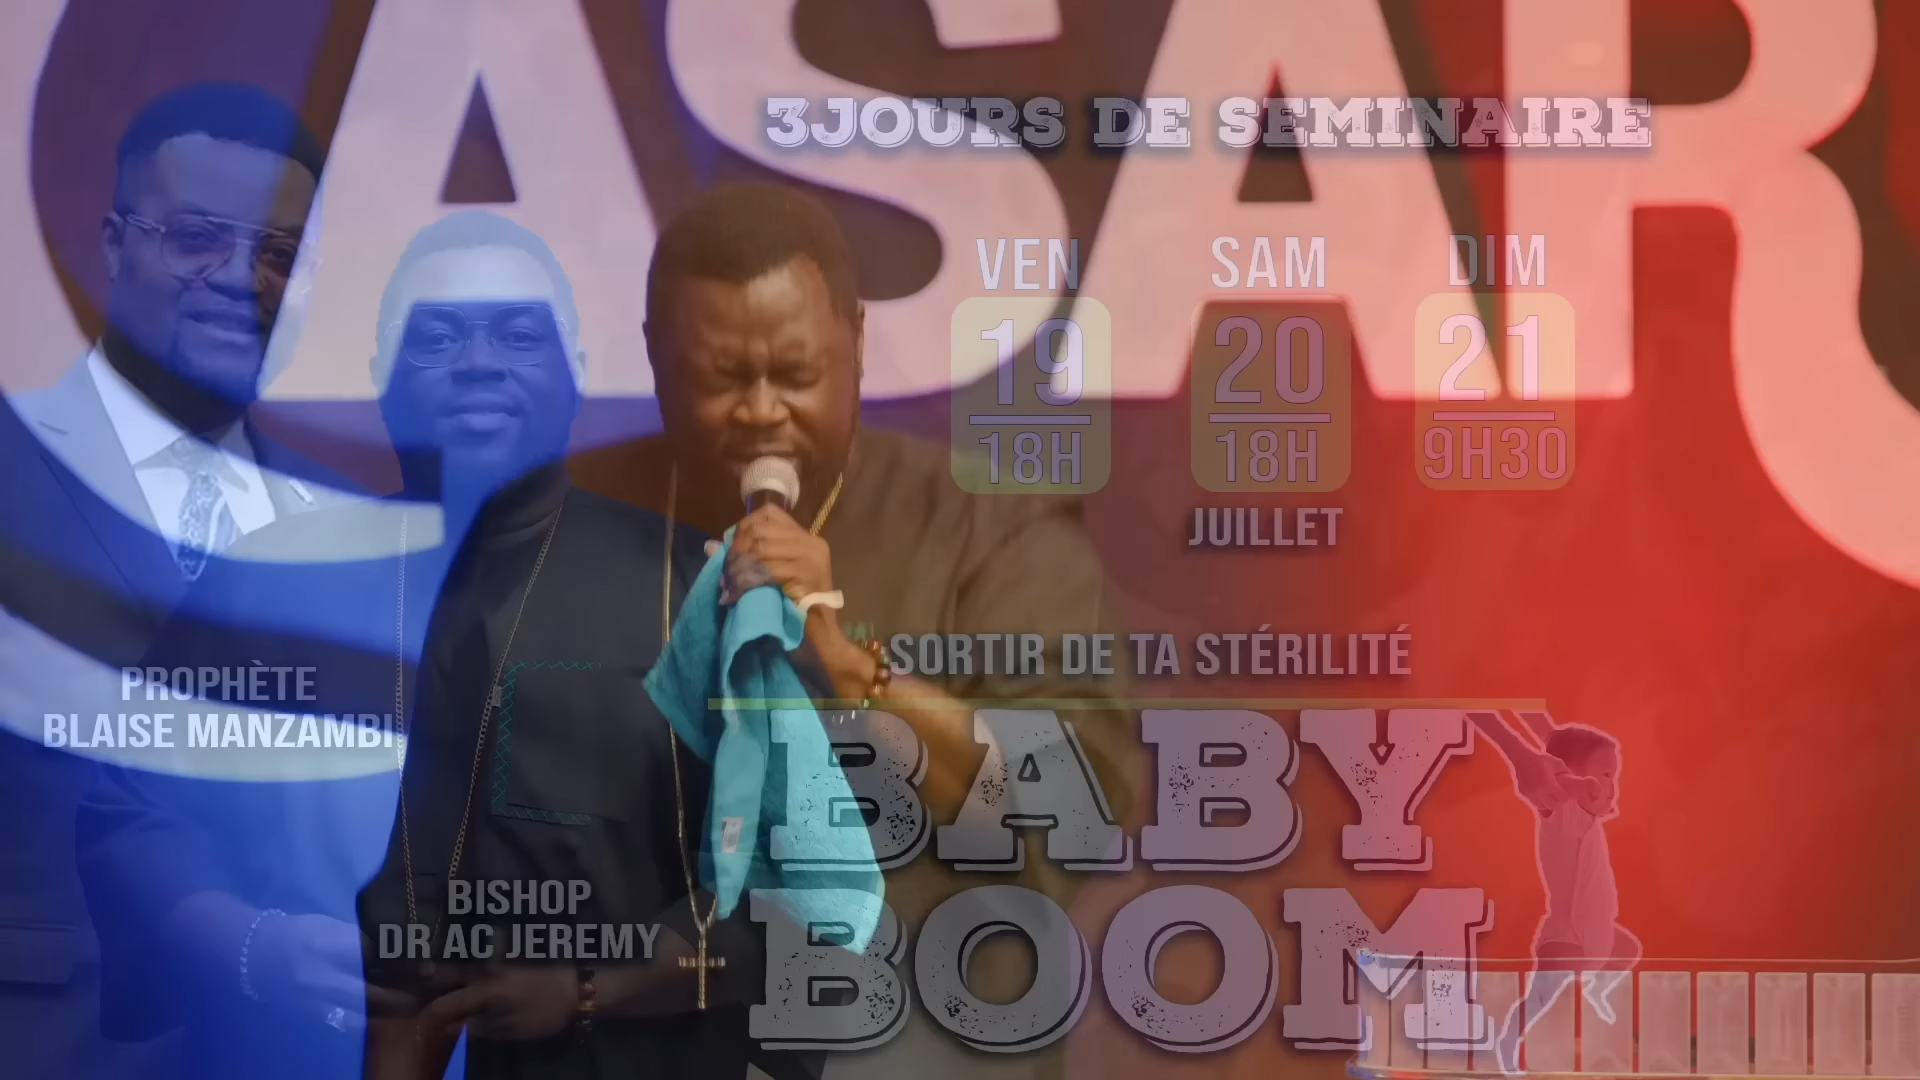 ASAR
3JOURS DE SEMINAIRE
VEN
19
18H
SAM
20
18H
DIM
21
9H30
JUILLET
SORTIR DE TA STÉRILITÉ
BABY
BOOM
PROPHÈTE
BLAISE MANZAMBI
BISHOP
DR AC JEREMY